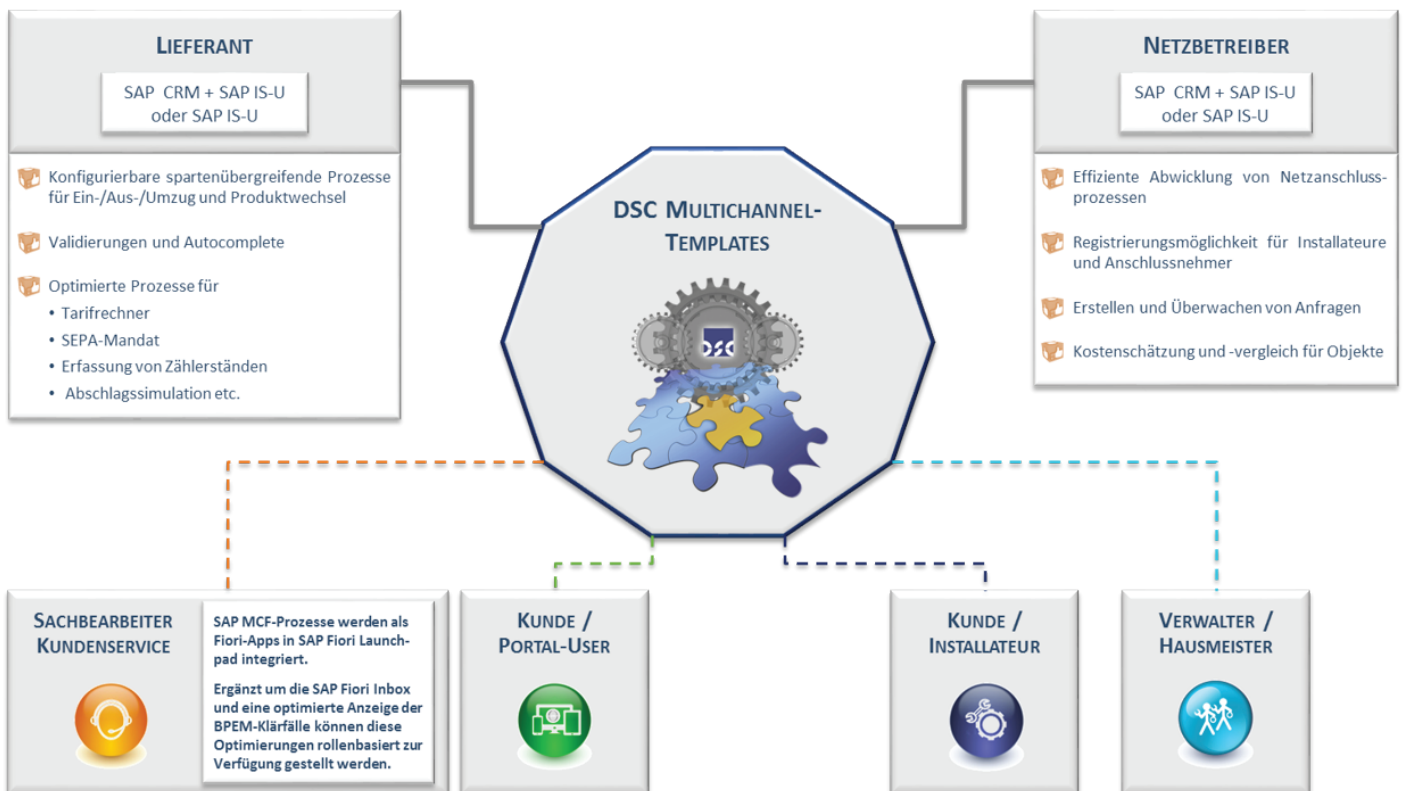 LIEFERANT
SAP CRM + SAP IS-U
oder SAP IS-U
Konfigurierbare spartenübergreifende Prozesse
für Ein-/Aus-/Umzug und Produktwechsel
Validierungen und Autocomplete
Optimierte Prozesse für
• Tarifrechner
• SEPA-Mandat
• Erfassung von Zählerständen
• Abschlagssimulation etc.
DSC MULTICHANNEL-
TEMPLATES
DSC
NETZBETREIBER
SAP CRM + SAP IS-U
oder SAP IS-U
Effiziente Abwicklung von Netzanschluss-
prozessen
Registrierungsmöglichkeit für Installateure
und Anschlussnehmer
Erstellen und Überwachen von Anfragen
Kostenschätzung und -vergleich für Objekte
SACHBEARBEITER
KUNDENSERVICE
SAP MCF-Prozesse werden als
Fiori-Apps in SAP Fiori Launch-
pad integriert.
Ergänzt um die SAP Fiori Inbox
und eine optimierte Anzeige der
BPEM-Klärfälle können diese
Optimierungen rollenbasiert zur
Verfügung gestellt werden.
KUNDE /
PORTAL-USER
KUNDE /
INSTALLATEUR
VERWALTER /
HAUSMEISTER